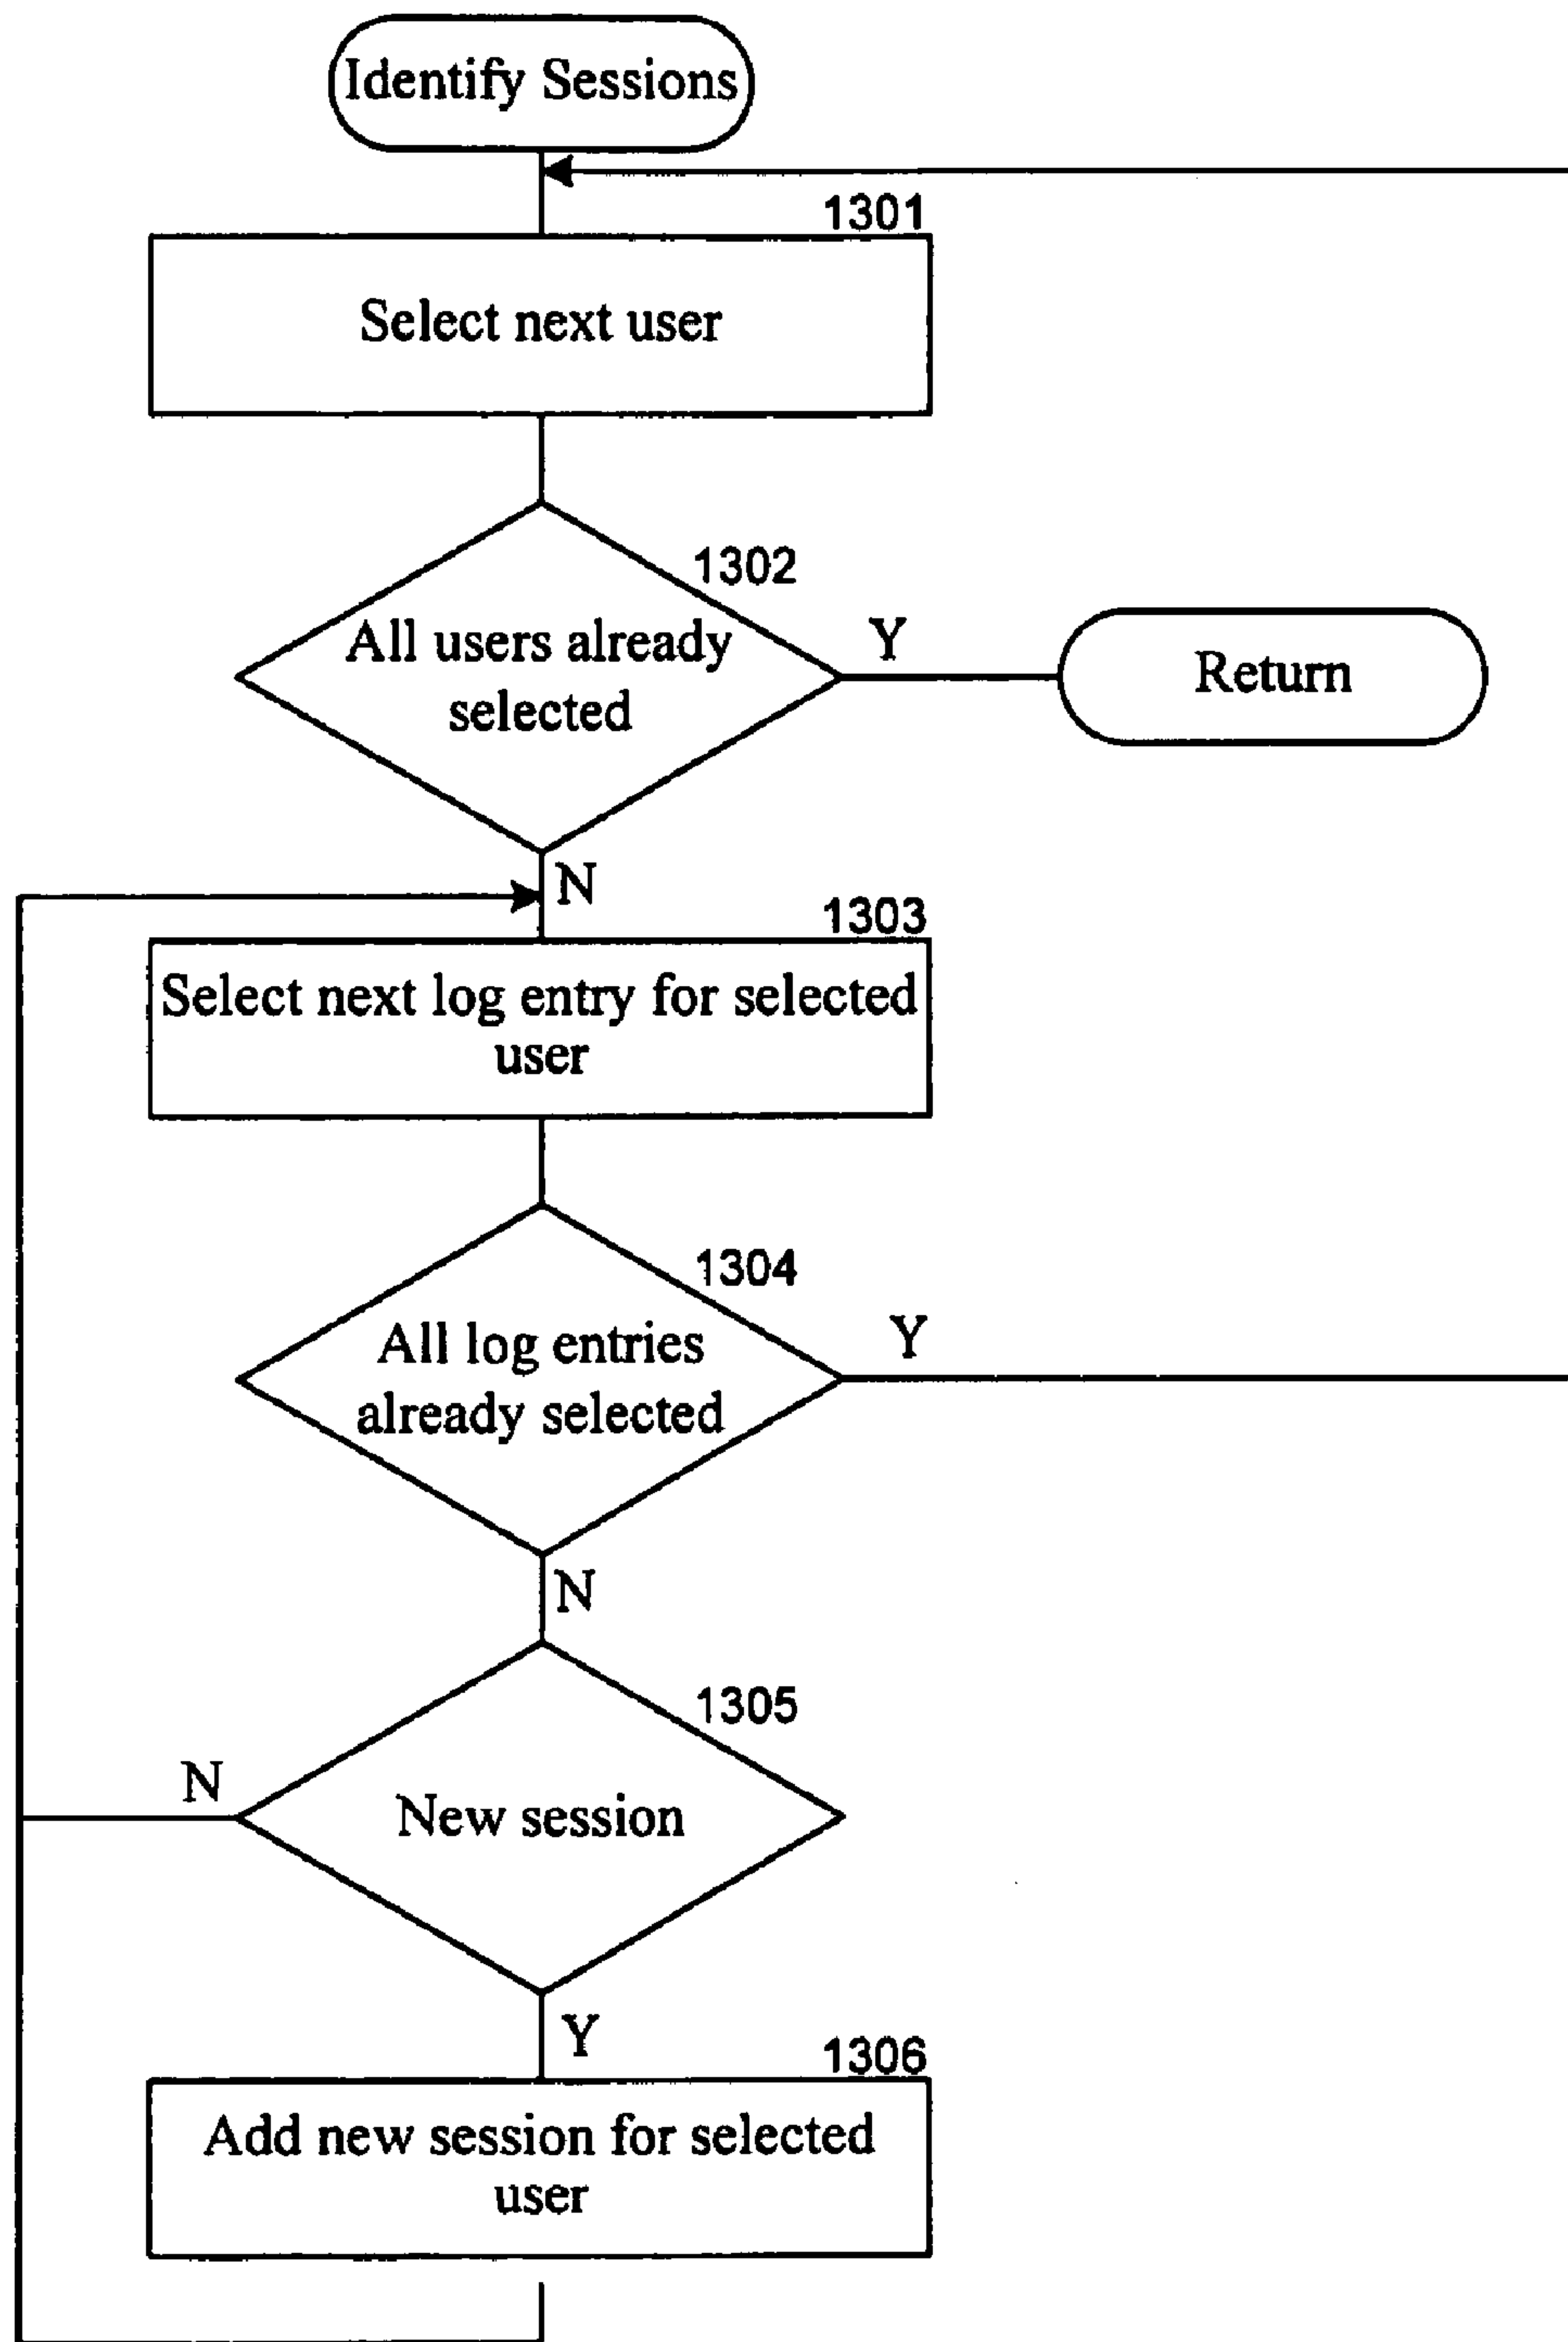 Identify Sessions
1301
Select next user
1302
All users already
selected
Y
Return
N
1303
Select next log entry for selected
user
1304
All log entries
already selected
Y
N
1305
New session
N
Y
1306
Add new session for selected
user